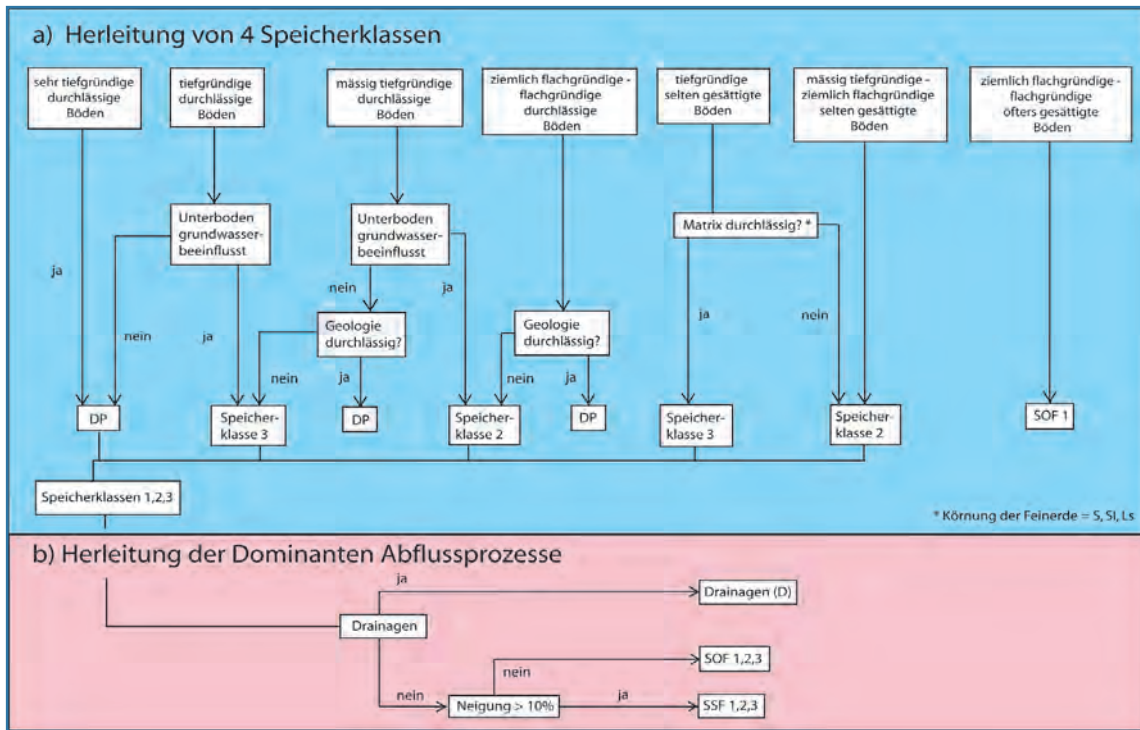 a) Herleitung von 4 Speicherklassen
sehr tiefgründige
durchlässige
Böden
tiefgründige
durchlässige
Böden
mässig tiefgründige
durchlässige
Böden
ziemlich flachgründige -
flachgründige
durchlässige
Böden
tiefgründige
selten gesättigte
Böden
mässig tiefgründige -
ziemlich flachgründige
selten gesättigte
Böden
ziemlich flachgründige -
flachgründige
öfters gesättigte
Böden
Unterboden
grundwasser-
beeinflusst
Unterboden
grundwasser-
beeinflusst
Matrix durchlässig? *
ja
nein
ja
nein
ja
Geologie
durchlässig?
Geologie
durchlässig?
ja
nein
nein
ja
nein
ja
DP
Speicher-
klasse 3
DP
Speicher-
klasse 2
DP
Speicher-
klasse 3
Speicher-
klasse 2
SOF 1
Speicherklassen 1,2,3
* Körnung der Feinerde = S, Sl, Ls
b) Herleitung der Dominanten Abflussprozesse
ja
Drainagen (D)
Drainagen
nein
SOF 1,2,3
nein
Neigung > 10%
ja
SSF 1,2,3